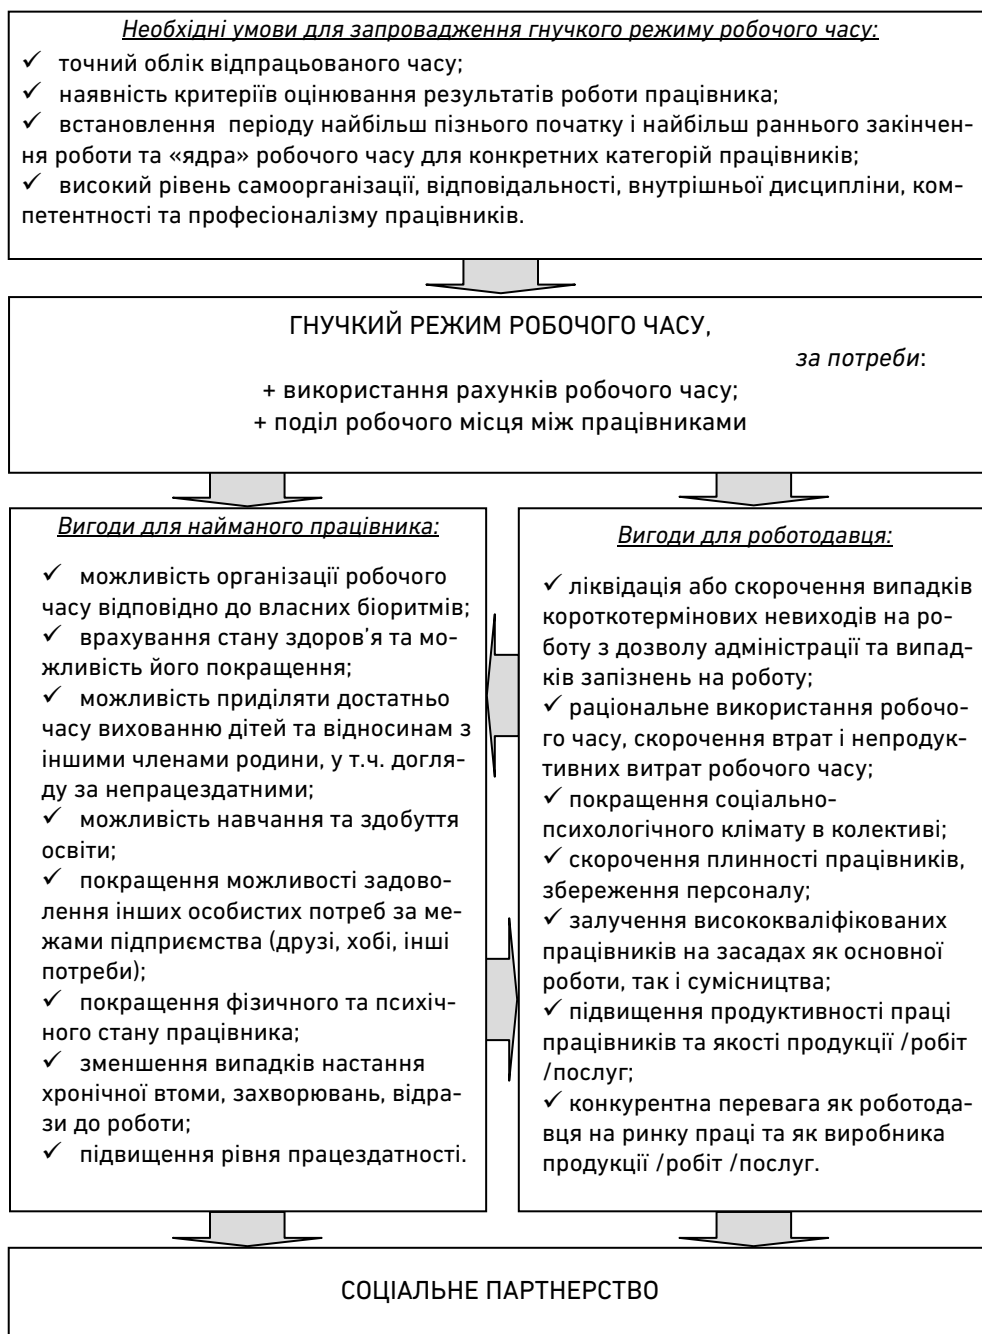 Необхідні умови для запровадження гнучкого режиму робочого часу:
✓ точний облік відпрацьованого часу;
✓ наявність критеріїв оцінювання результатів роботи працівника;
✓ встановлення періоду найбільш пізнього початку і найбільш раннього закінчен-
ня роботи та «ядра» робочого часу для конкретних категорій працівників;
✓ високий рівень самоорганізації, відповідальності, внутрішньої дисципліни, ком-
петентності та професіоналізму працівників.
ГНУЧКИЙ РЕЖИМ РОБОЧОГО ЧАСУ,
за потреби:
+ використання рахунків робочого часу;
+ поділ робочого місця між працівниками
Вигоди для найманого працівника:
✓ можливість організації робочого
часу відповідно до власних біоритмів;
✓ врахування стану здоров’я та мо-
жливість його покращення;
✓ можливість приділяти достатньо
часу вихованню дітей та відносинам з
іншими членами родини, у т.ч. догля-
ду за непрацездатними;
✓ можливість навчання та здобуття
освіти;
✓ покращення можливості задово-
лення інших особистих потреб за ме-
жами підприємства (друзі, хобі, інші
потреби);
✓ покращення фізичного та психіч-
ного стану працівника;
✓ зменшення випадків настання
хронічної втоми, захворювань, відра-
зи до роботи;
✓ підвищення рівня працездатності.
Вигоди для роботодавця:
✓ ліквідація або скорочення випадків
короткотермінових невиходів на ро-
боту з дозволу адміністрації та випад-
ків запізнень на роботу;
✓ раціональне використання робочо-
го часу, скорочення втрат і непродук-
тивних витрат робочого часу;
✓ покращення соціально-
психологічного клімату в колективі;
✓ скорочення плинності працівників,
збереження персоналу;
✓ залучення висококваліфікованих
працівників на засадах як основної
роботи, так і сумісництва;
✓ підвищення продуктивності праці
працівників та якості продукції /робіт
/послуг;
✓ конкурентна перевага як роботода-
вця на ринку праці та як виробника
продукції /робіт /послуг.
СОЦІАЛЬНЕ ПАРТНЕРСТВО